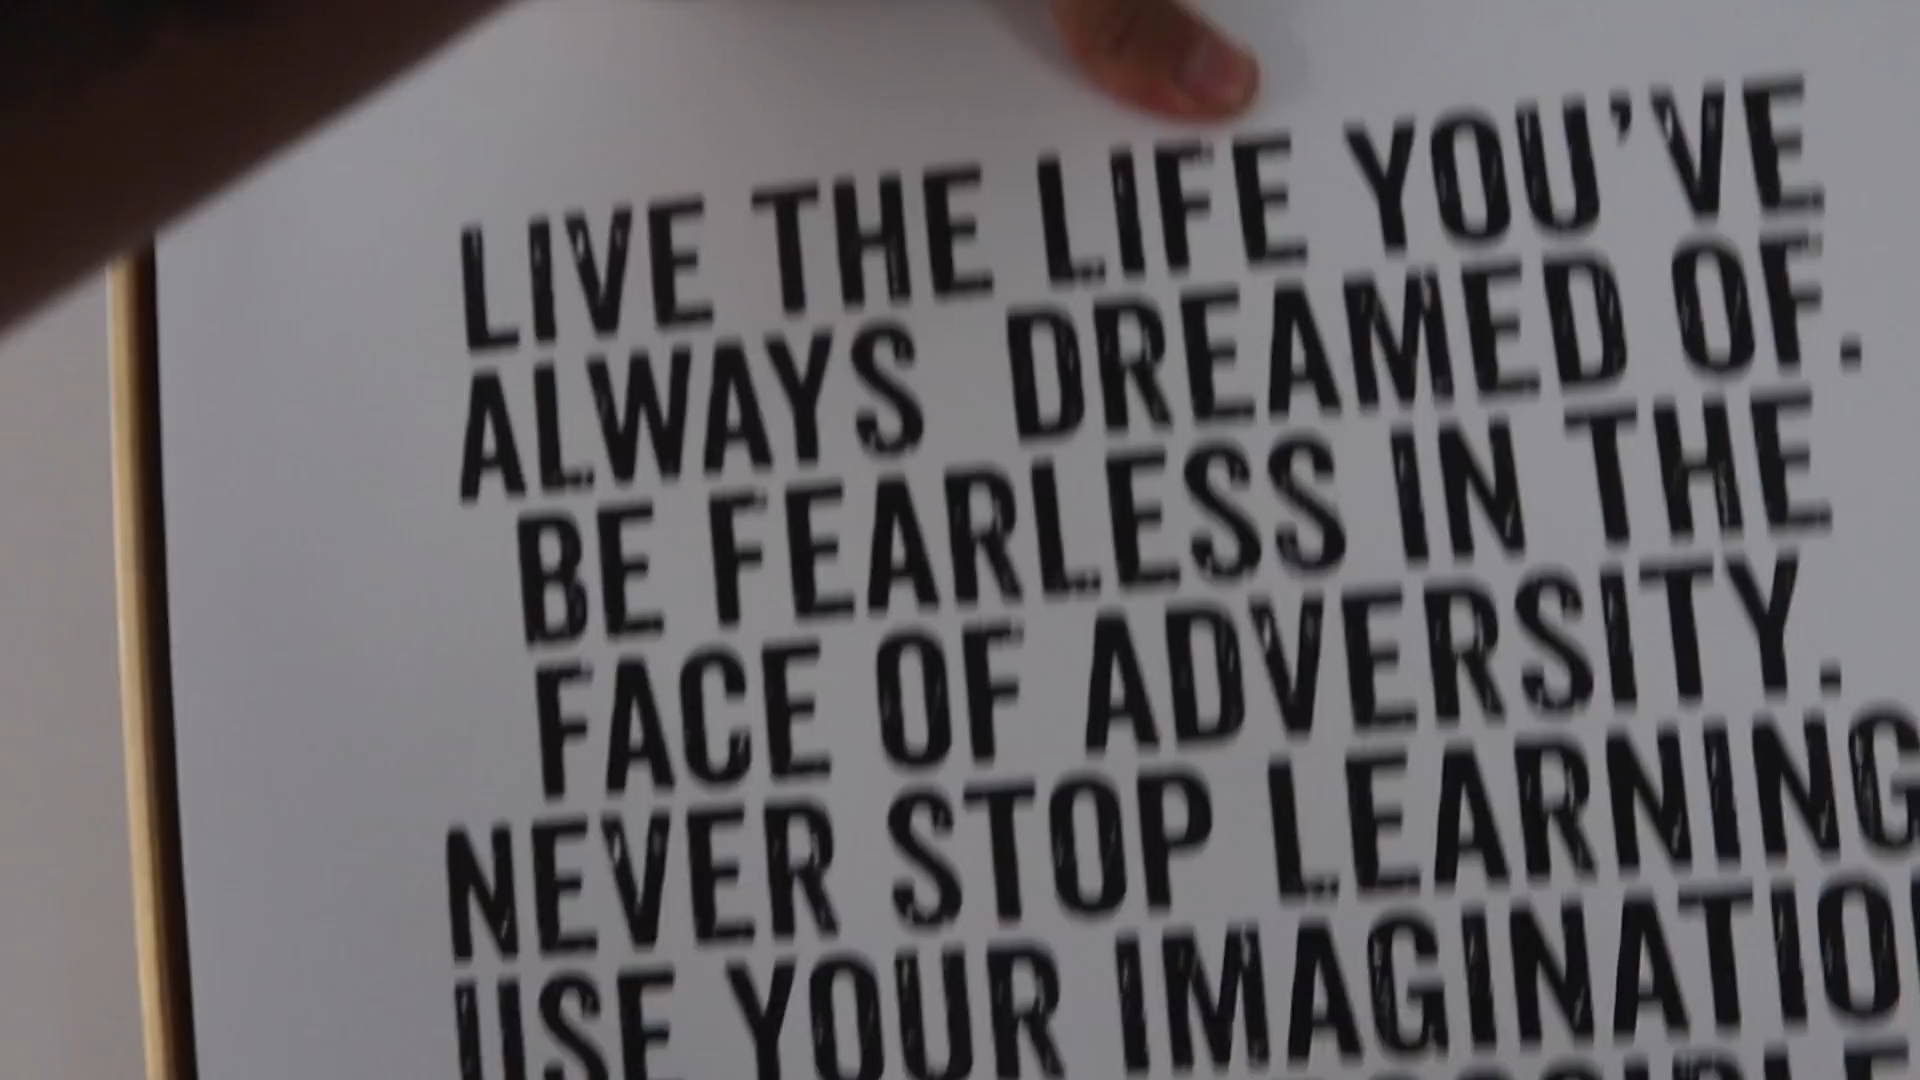 LIVE THE LIFE YOU'VE
ALWAYS DREAMED OF.
BE FEARLESS IN THE
FACE OF ADVERSITY.
NEVER STOP LEARNING
USE YOUR IMAGINATIO